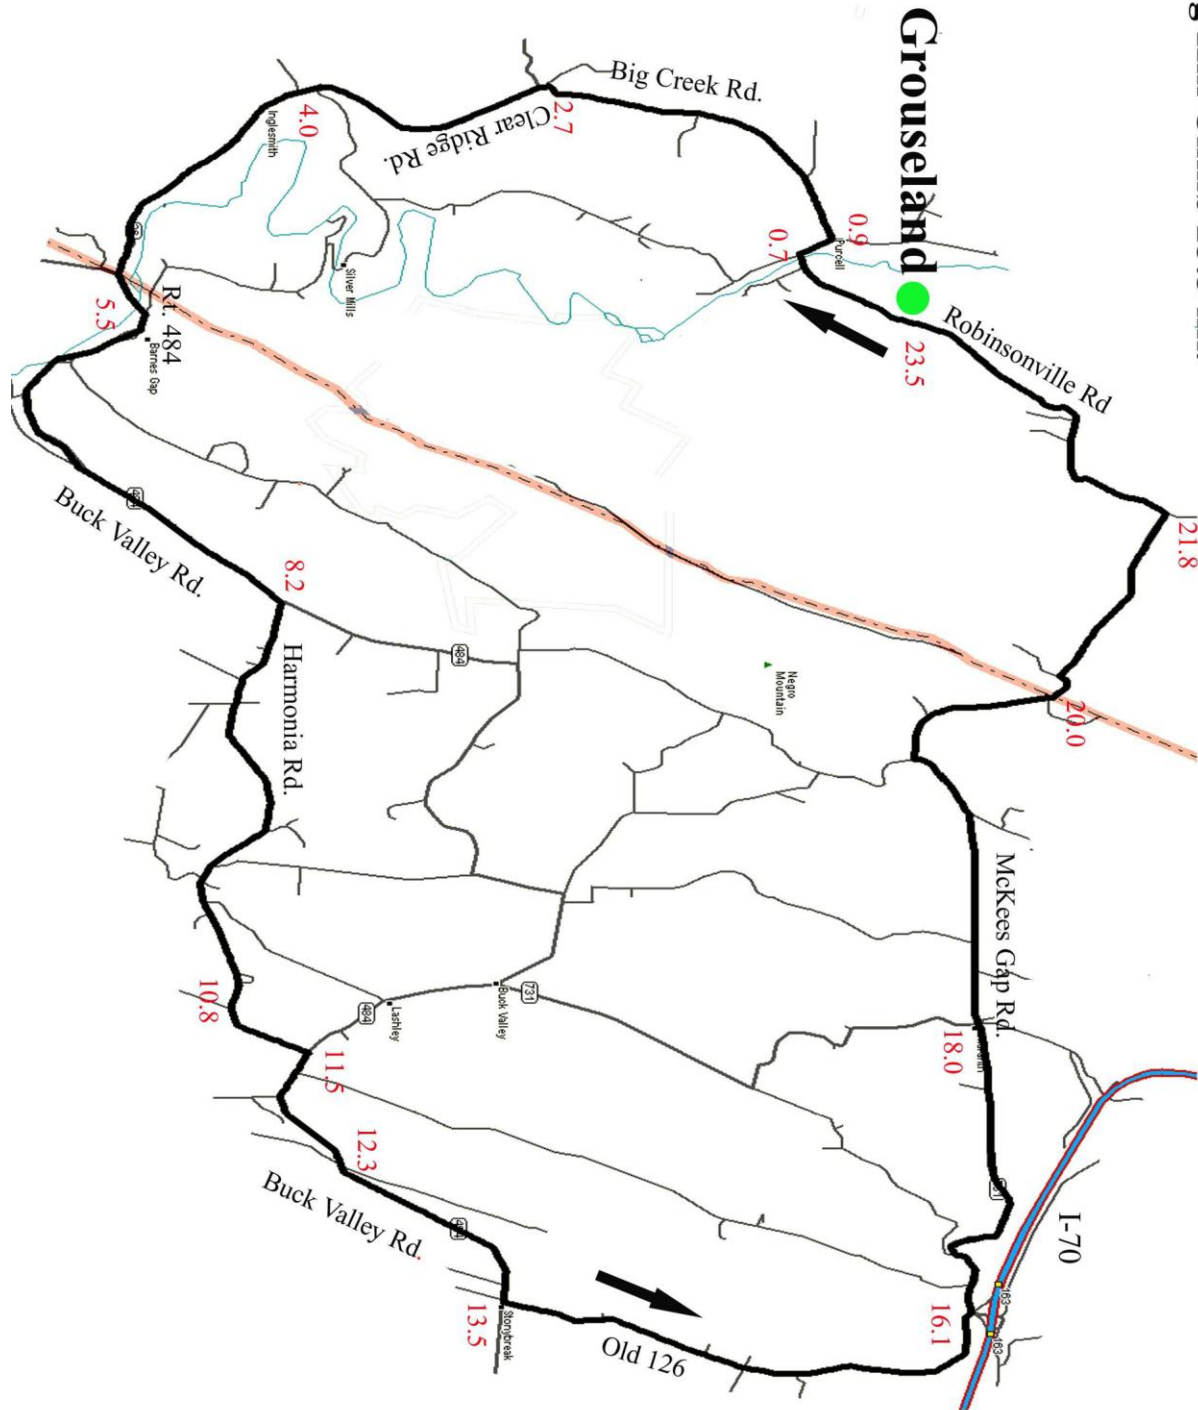 Grouseland
Big Creek Rd.
Clear Ridge Rd.
2.7
4.0
Inglesmith
0.9
0.7
Purcell
Robinsonville Rd
23.5
Silver Mills
Rt. 484
5.5
Barnes Gap
21.8
Buck Valley Rd.
8.2
484
Harmonia Rd.
Negro
Mountain
20.0
McKees Gap Rd.
10.8
Lashley
484
Buck Valley
731
18.0
11.5
12.3
Buck Valley Rd.
484
I-70
163
163
13.5
Stonybreak
Old 126
16.1